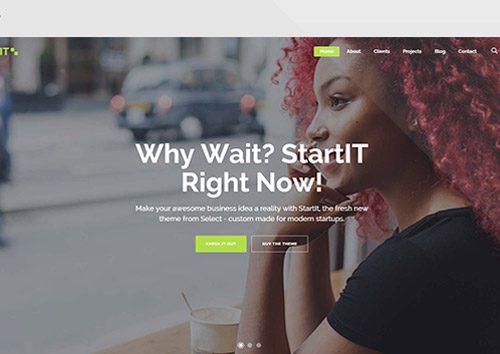 IT
Home About Clients Projects Blog Contact
Why Wait? StartIT
Right Now!
Make your awesome business idea a reality with StartIt, the fresh new
theme from Select - custom made for modern startups.
CHECK IT OUT BUY THE THEME